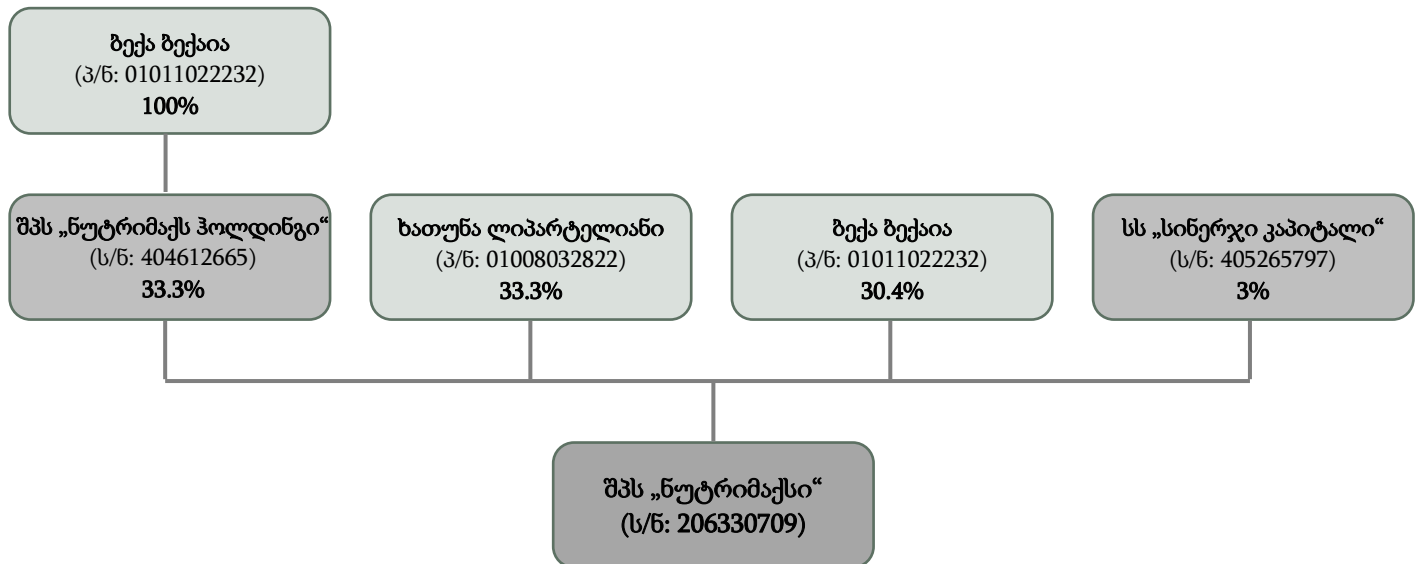 ბექა ბექაია
(პ/ნ: 01011022232)
100%
შპს „ნუტრიმაქს ჰოლდინგი“
(ს/ნ: 404612665)
33.3%
ხათუნა ლიპარტელიანი
(პ/ნ: 01008032822)
33.3%
ბექა ბექაია
(პ/ნ: 01011022232)
30.4%
სს „სინერჯი კაპიტალი“
(ს/ნ: 405265797)
3%
შპს „ნუტრიმაქსი“
(ს/ნ: 206330709)